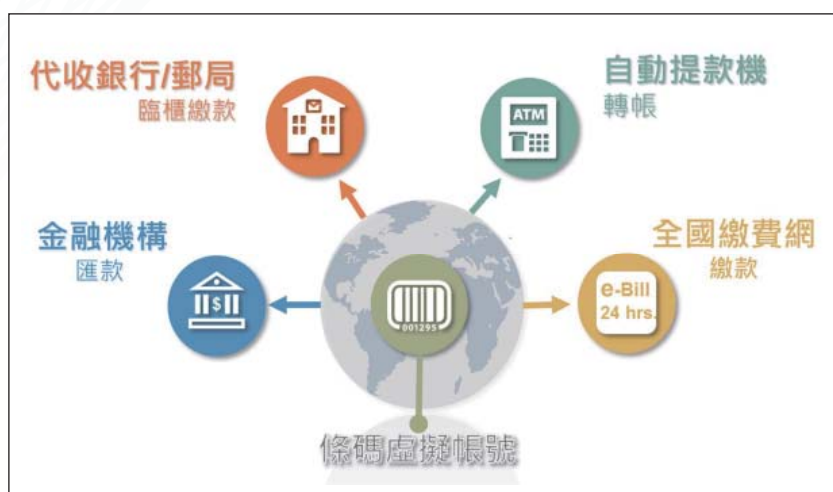 代收銀行/郵局
臨櫃繳款
自動提款機
轉帳
ATM
金融機構
匯款
$
全國繳費網
繳款
e-Bill
24 hrs.
001295
條碼虛擬帳號